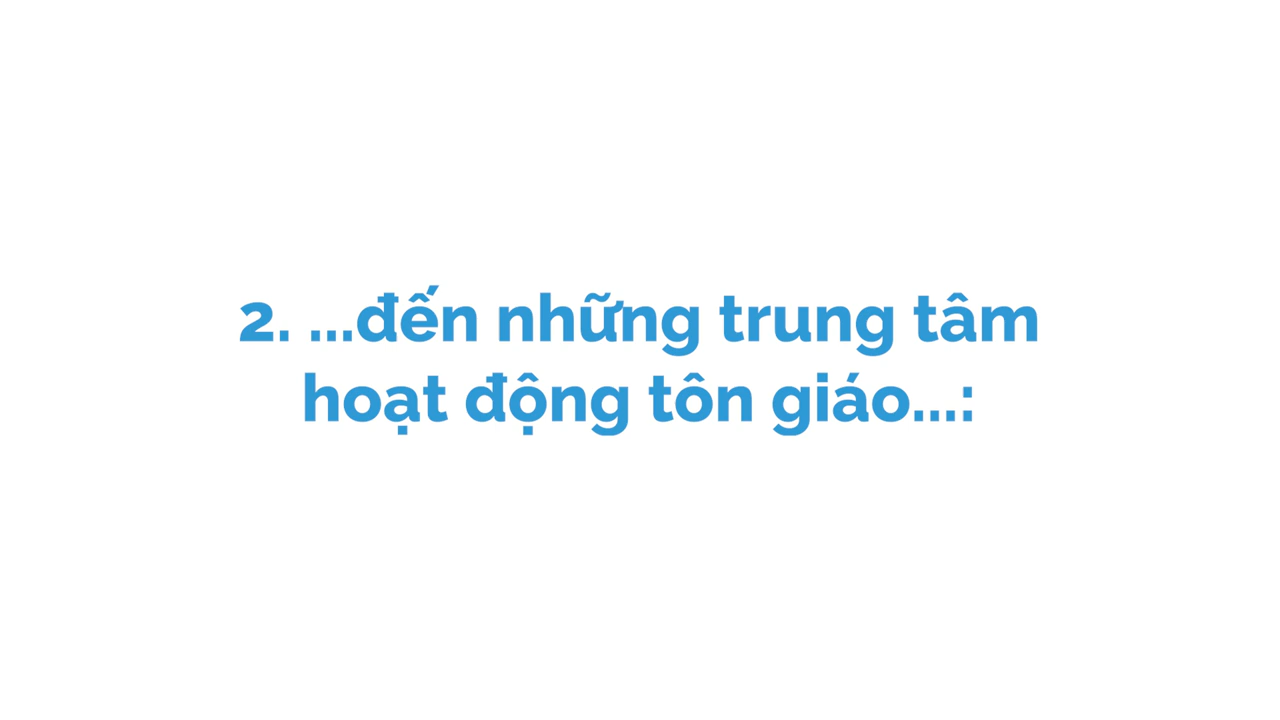 2. ...đến những trung tâm
hoạt động tôn giáo...: